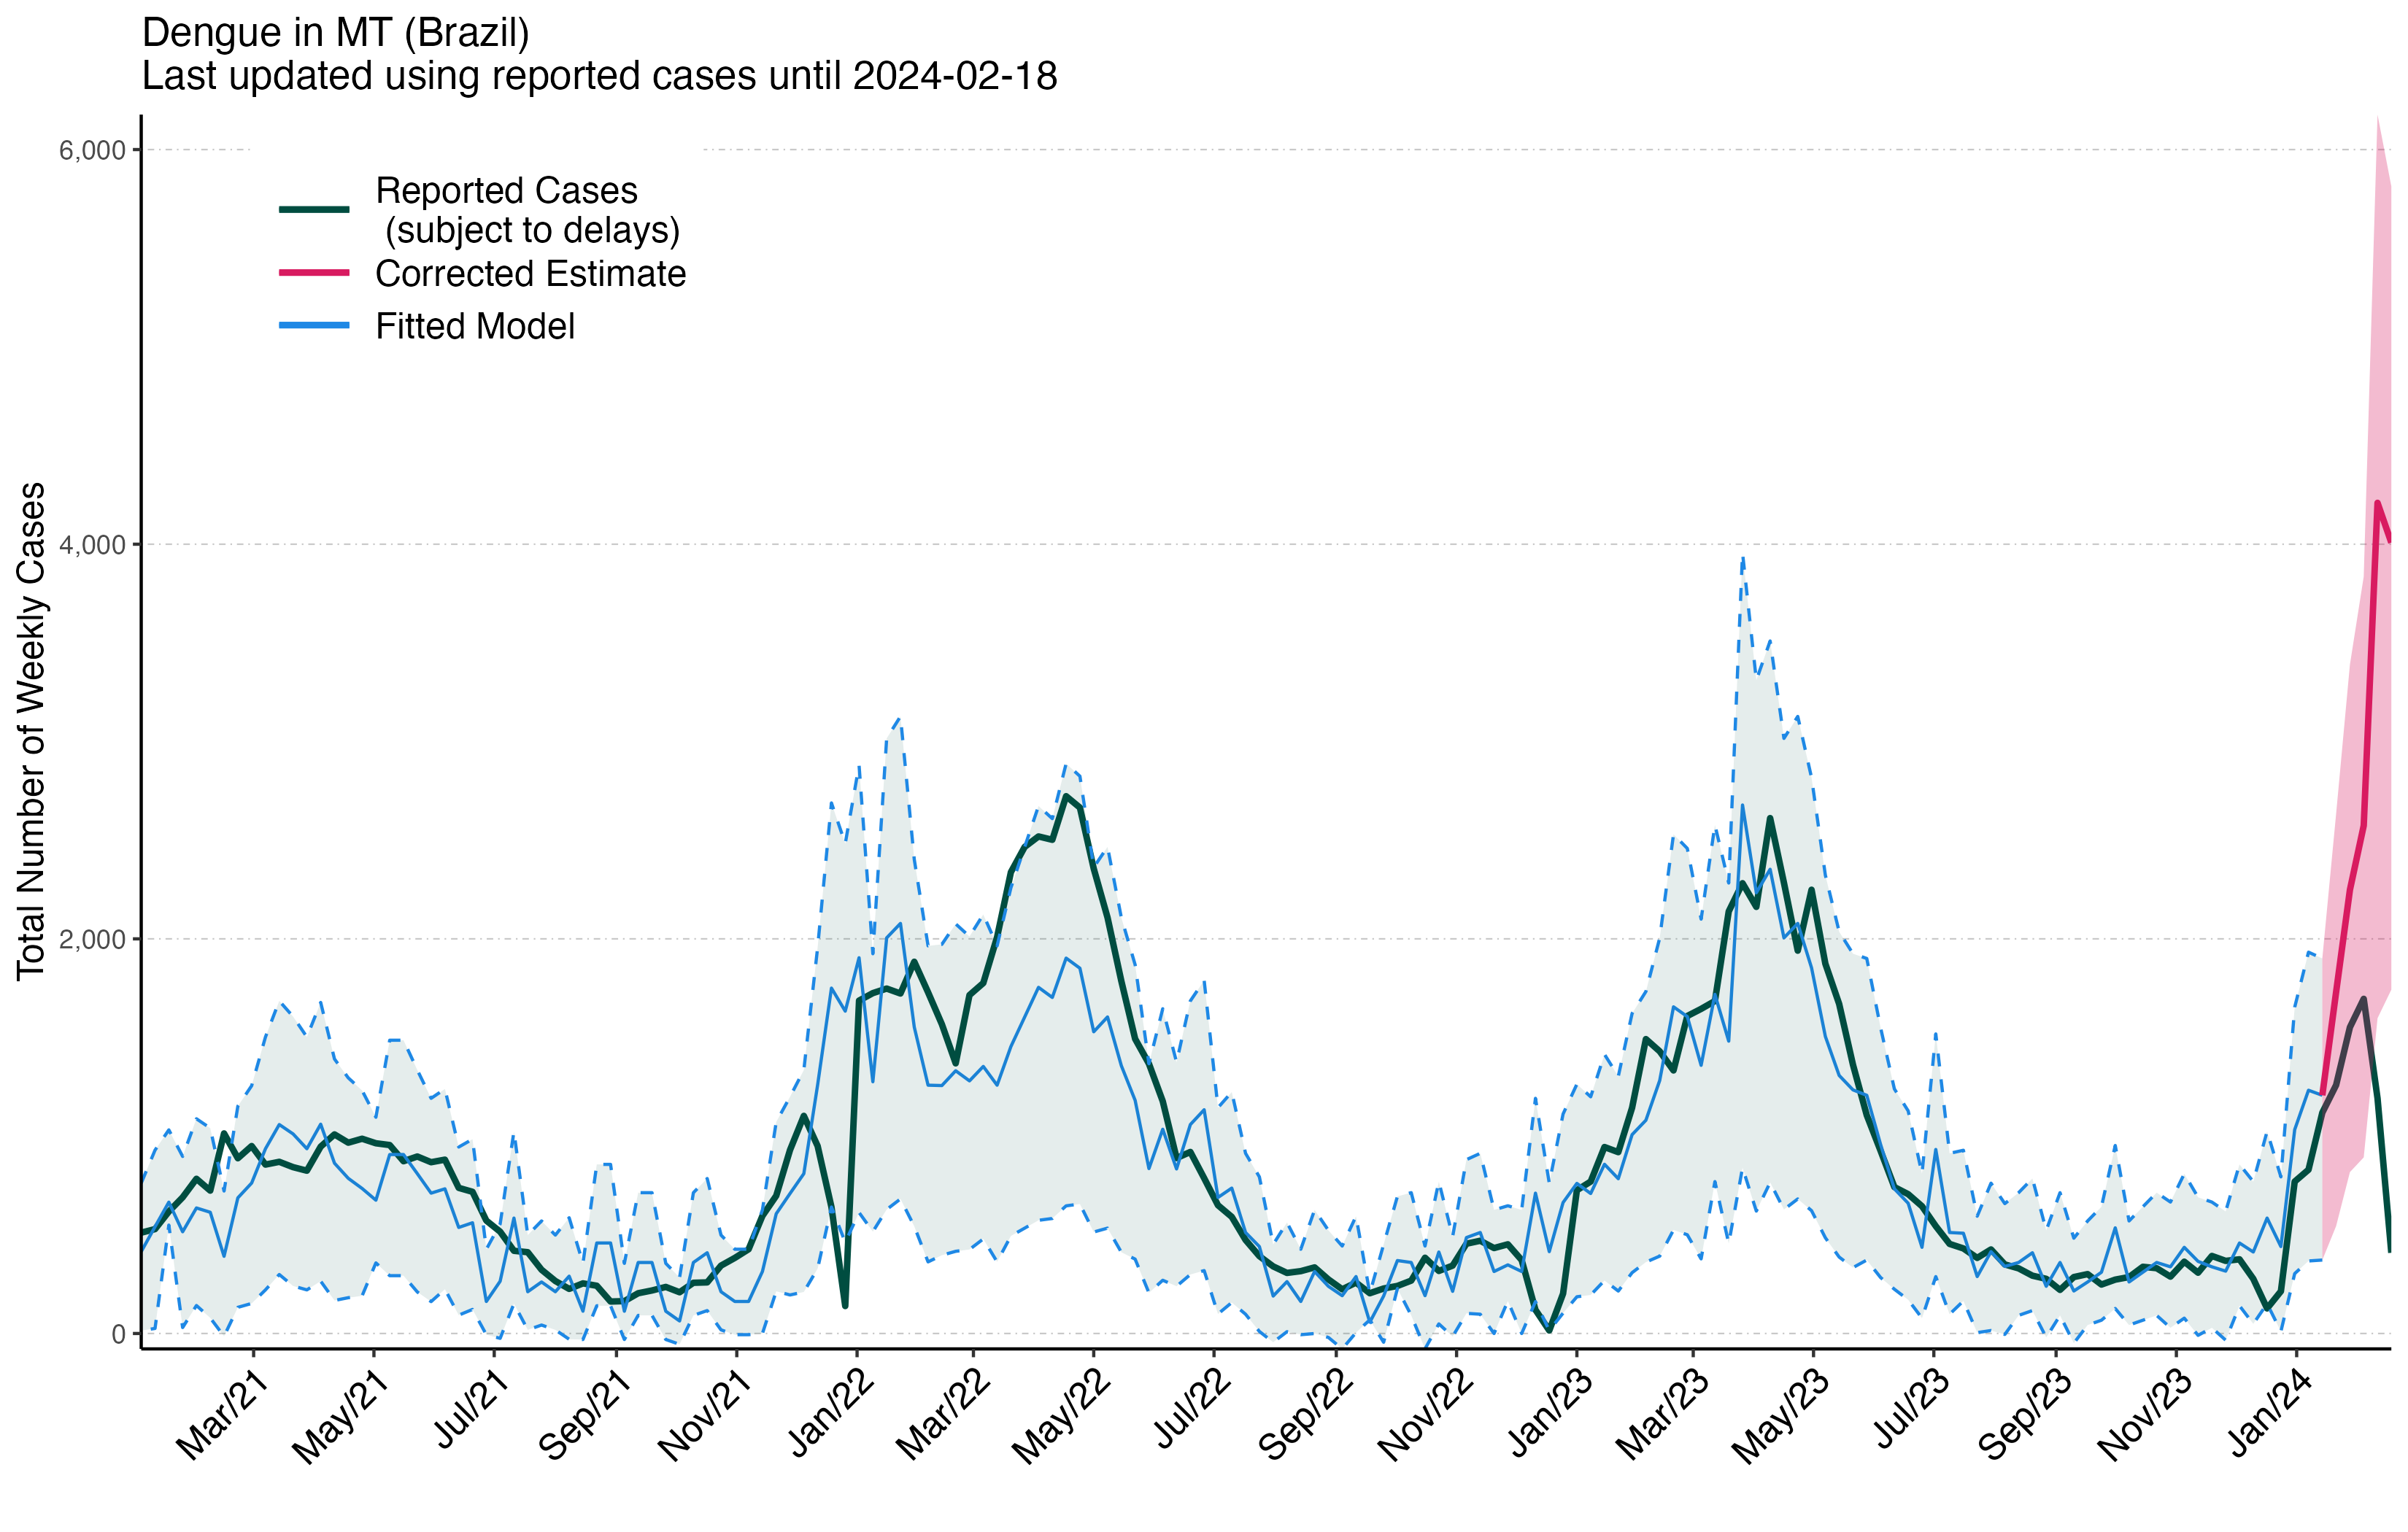 Dengue in MT (Brazil)
Last updated using reported cases until 2024-02-18
Total Number of Weekly Cases
6,000
4,000
2,000
0
Reported Cases
(subject to delays)
Corrected Estimate
Fitted Model
Mar/21
May/21
Jul/21
Sep/21
Nov/21
Jan/22
Mar/22
May/22
Jul/22
Sep/22
Nov/22
Jan/23
Mar/23
May/23
Jul/23
Sep/23
Nov/23
Jan/24